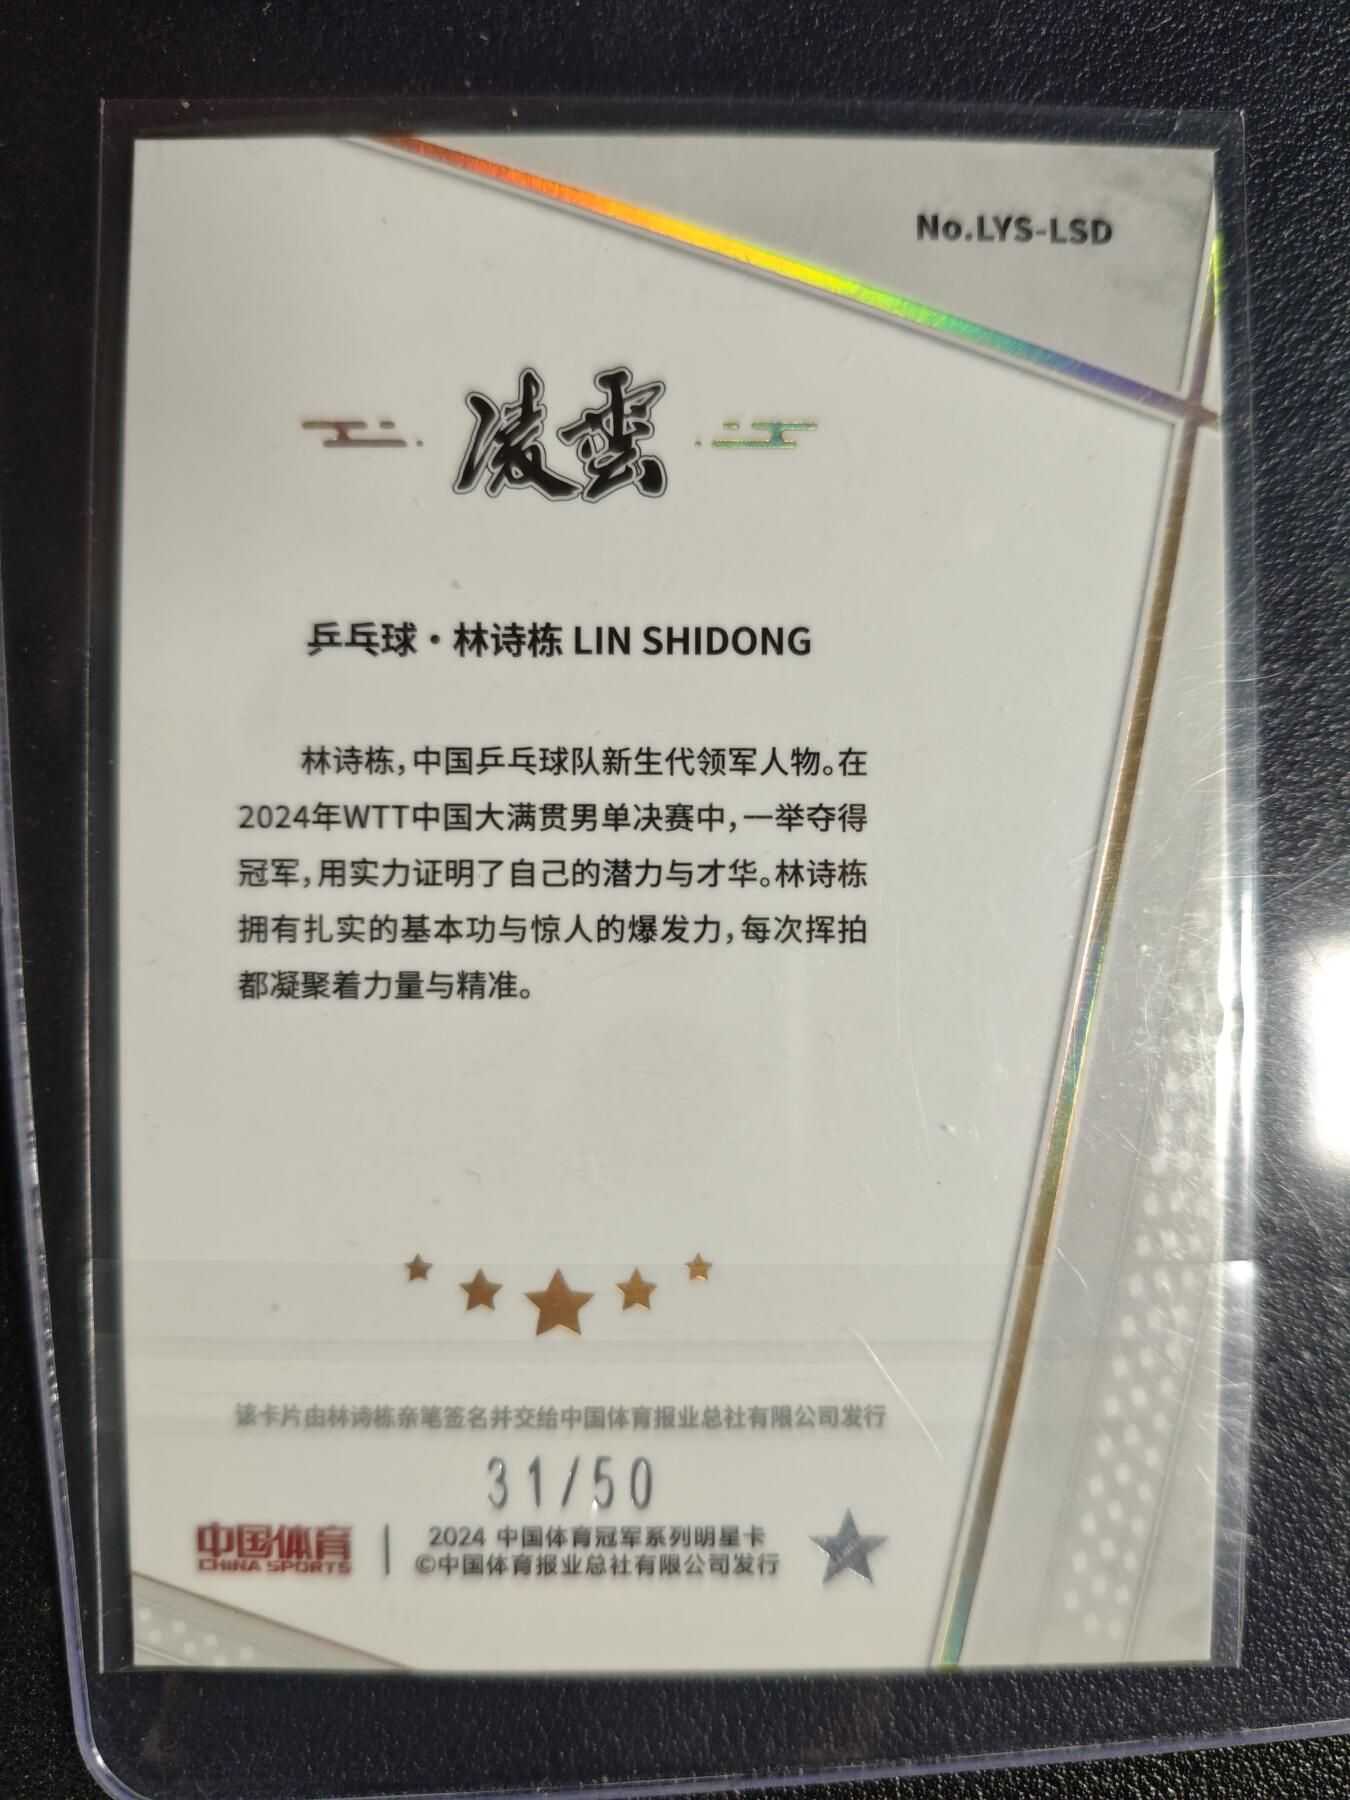 No.LYS-LSD
凌雲
乒乓球·林诗栋 LIN SHIDONG
林诗栋，中国乒乓球队新生代领军人物。在
2024年WTT中国大满贯男单决赛中，一举夺得
冠军，用实力证明了自己的潜力与才华。林诗栋
拥有扎实的基本功与惊人的爆发力，每次挥拍
都凝聚着力量与精准。
该卡片由林诗栋亲笔签名并交给中国体育报业总社有限公司发行
31/50
中国体育
CHINA SPORTS
2024 中国体育冠军系列明星卡
©中国体育报业总社有限公司发行